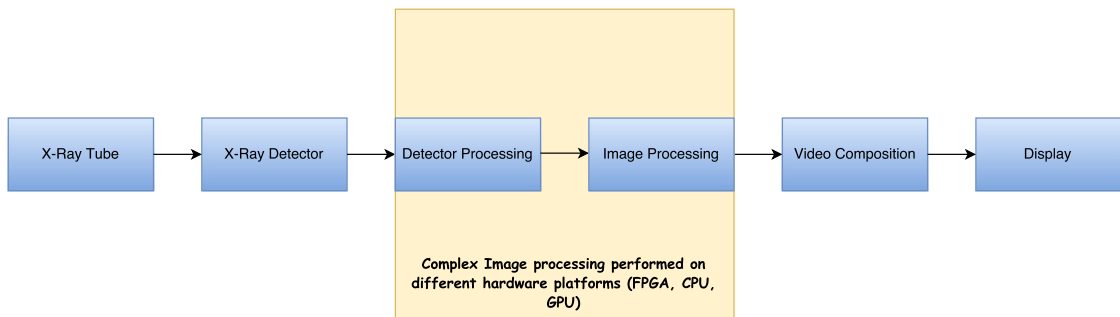 X-Ray Tube
X-Ray Detector
Detector Processing
Image Processing
Video Composition
Display
Complex Image processing performed on
different hardware platforms (FPGA, CPU,
GPU)